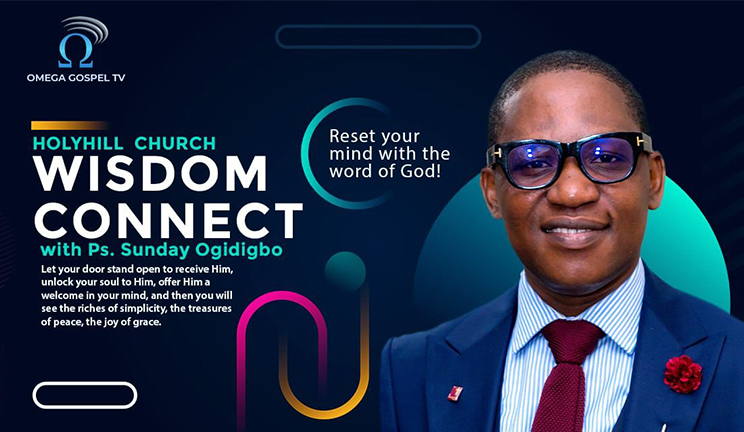 Ω
OMEGA GOSPEL TV
HOLYHILL CHURCH
WISDOM
CONNECT
with Ps. Sunday Ogidigbo
Let your door stand open to receive Him,
unlock your soul to Him, offer Him a
welcome in your mind, and then you will
see the riches of simplicity, the treasures
of peace, the joy of grace.
Reset your
mind with the
word of God!